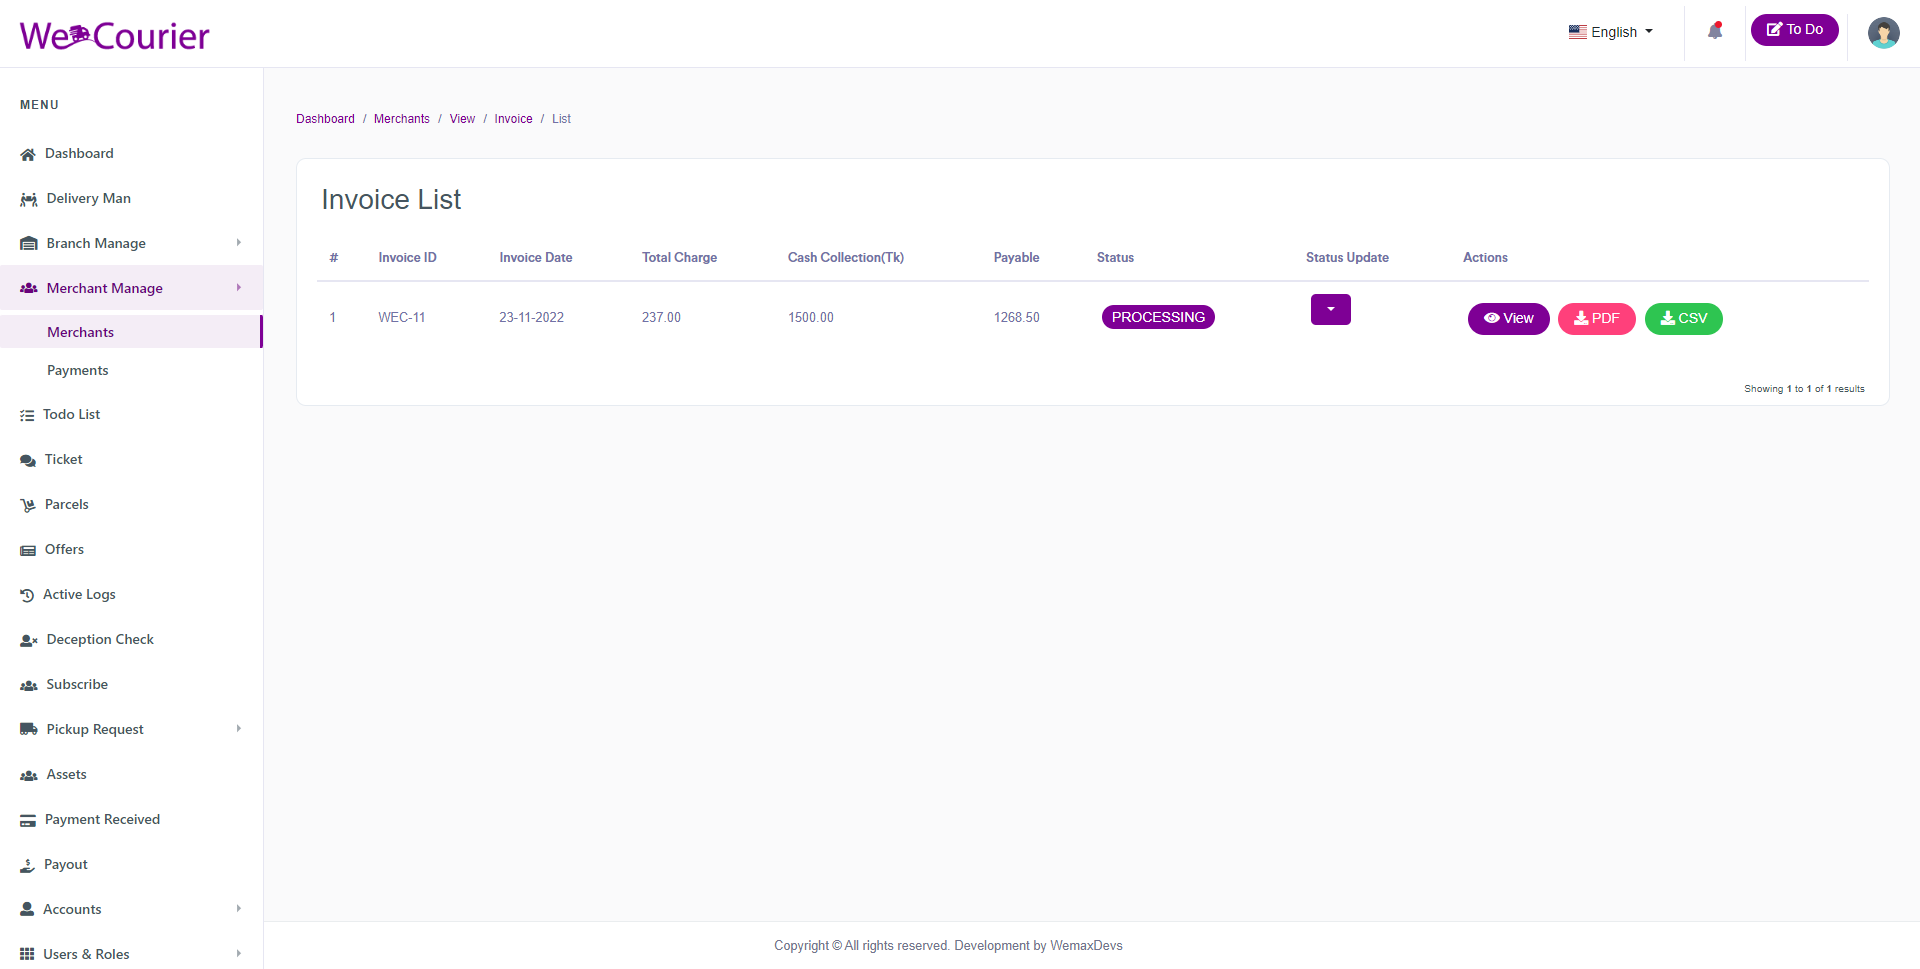 We Courier
English
To Do
MENU
Dashboard
Delivery Man
Branch Manage
Merchant Manage
Merchants
Payments
Todo List
Ticket
Parcels
Offers
Active Logs
Deception Check
Subscribe
Pickup Request
Assets
Payment Received
Payout
Accounts
Users & Roles
Dashboard / Merchants / View / Invoice / List
Invoice List
# Invoice ID Invoice Date Total Charge Cash Collection(Tk) Payable Status Status Update Actions
1 WEC-11 23-11-2022 237.00 1500.00 1268.50 PROCESSING View PDF CSV
Showing 1 to 1 of 1 results
Copyright © All rights reserved. Development by WemaxDevs